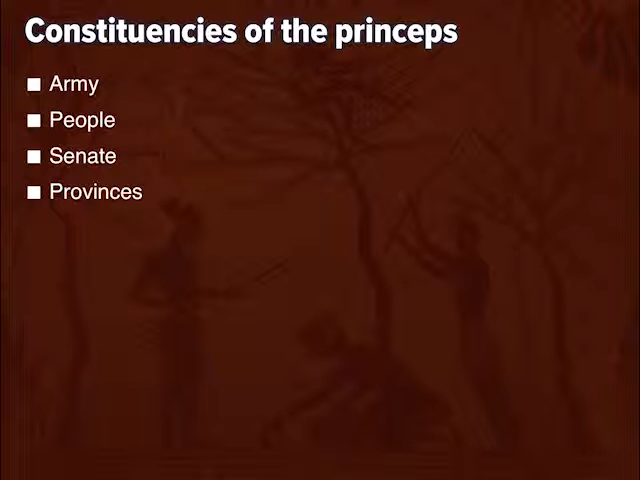 Constituencies of the princeps
Army
People
Senate
Provinces